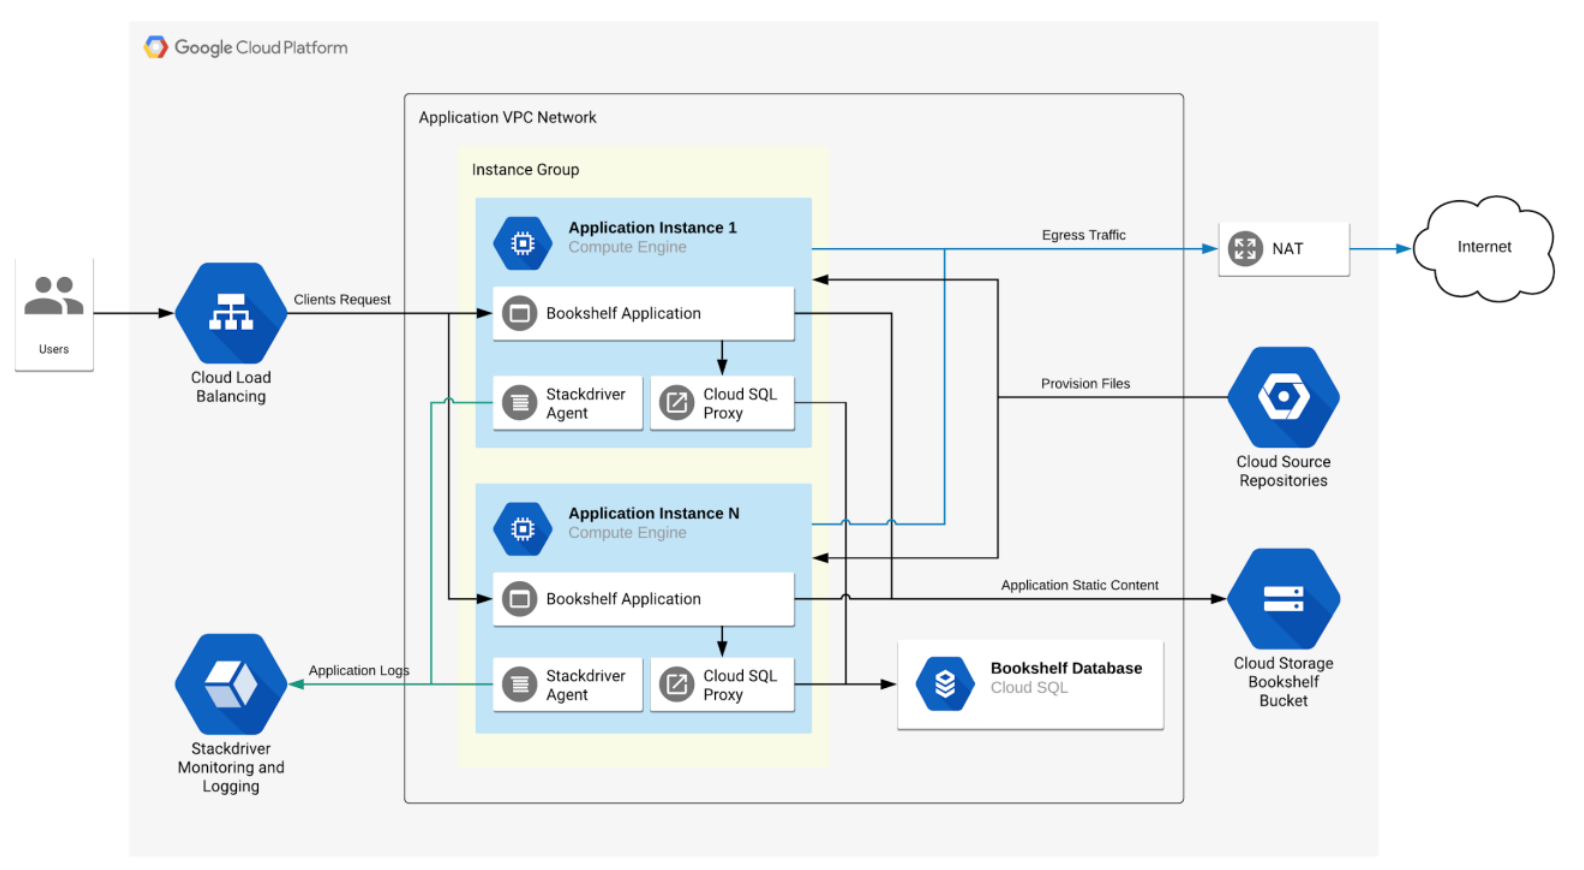 Google Cloud Platform
Application VPC Network
Instance Group
Application Instance 1
Compute Engine
Egress Traffic
NAT
Internet
Users
Clients Request
Cloud Load
Balancing
Bookshelf Application
Stackdriver
Agent
Cloud SQL
Proxy
Provision Files
Cloud Source
Repositories
Application Instance N
Compute Engine
Bookshelf Application
Application Static Content
Cloud Storage
Bookshelf
Bucket
Application Logs
Stackdriver
Agent
Cloud SQL
Proxy
Bookshelf Database
Cloud SQL
Stackdriver
Monitoring and
Logging